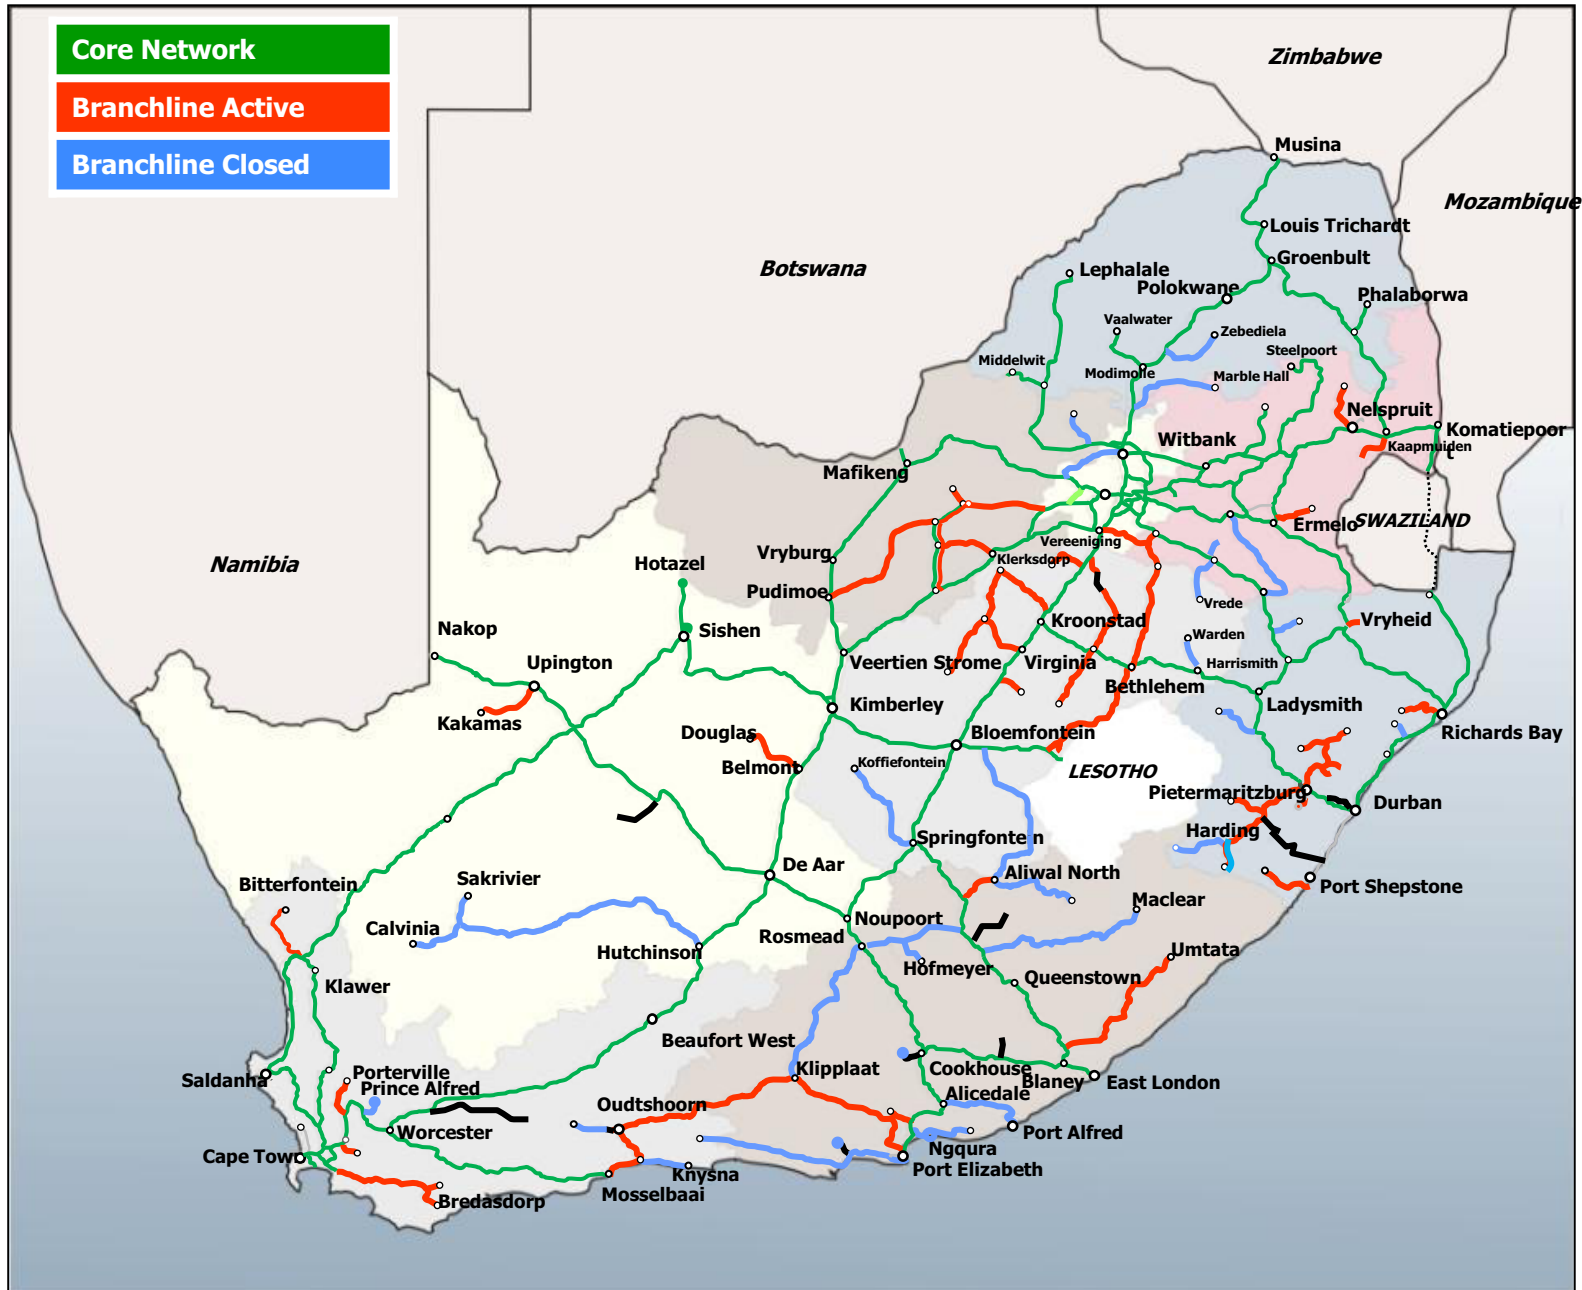 Core Network
Branchline Active
Branchline Closed
Zimbabwe
Musina
Mozambique
Louis Trichardt
Groenbult
Botswana
Lephalale
Polokwane
Phalaborwa
Vaalwater
Zebediela
Steelpoort
Middelwit
Modimolle
Marble Hall
Nelspruit
Komatiepoor
t
Witbank
Kaapmuiden
Mafikeng
Ermelo
SWAZILAND
Vereeniging
Vryburg
Klerksdorp
Namibia
Hotazel
Pudimoe
Vrede
Kroonstad
Vryheid
Nakop
Sishen
Warden
Upington
Veertien Strome
Virginia
Harrismith
Bethlehem
Kakamas
Kimberley
Ladysmith
Douglas
Bloemfontein
Richards Bay
Belmont
Koffiefontein
LESOTHO
Pietermaritzburg
Durban
Springfontein
Harding
De Aar
Aliwal North
Sakrivier
Bitterfontein
Port Shepstone
Maclear
Noupoort
Calvinia
Rosmead
Hutchinson
Umtata
Hofmeyer
Queenstown
Klawer
Beaufort West
Klipplaat
Cookhouse
Saldanha
Porterville
Prince Alfred
Blaney
East London
Alicedale
Oudtshoorn
Worcester
Port Alfred
Cape Town
Ngqura
Knysna
Port Elizabeth
Mosselbaai
Bredasdorp